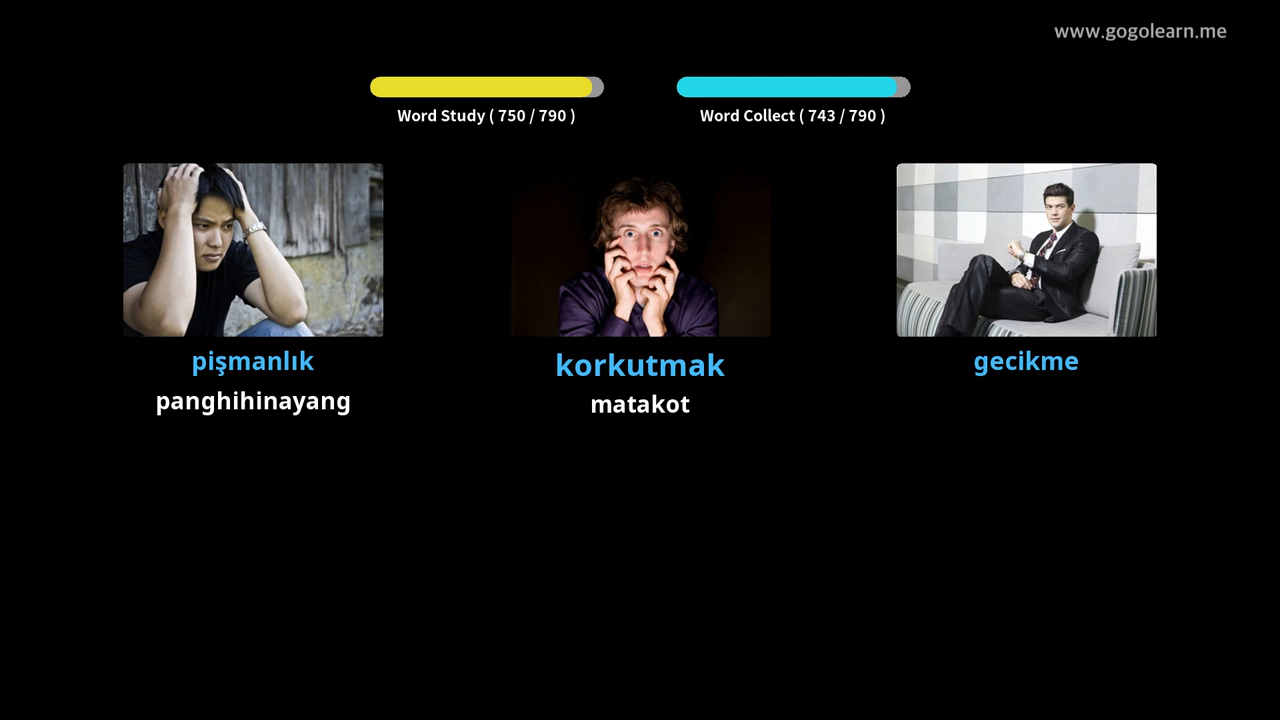 www.gogolearn.me
Word Study ( 750 / 790 )
Word Collect ( 743 / 790 )
pişmanlık
panghihinayang
korkutmak
matakot
gecikme